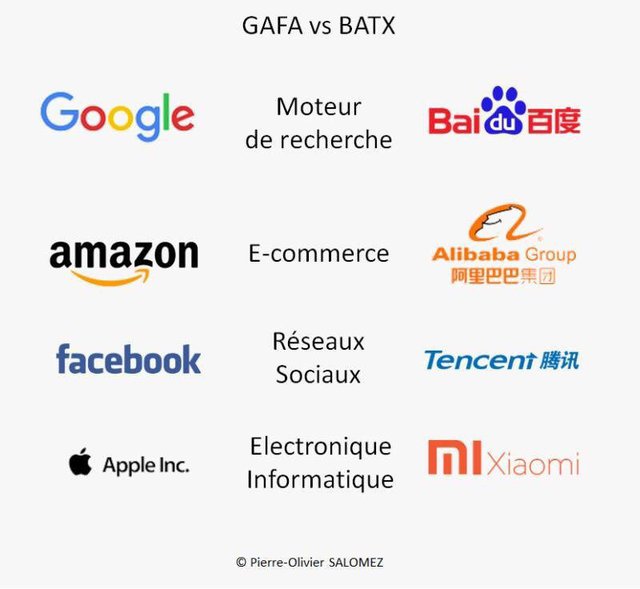 GAFA vs BATX
Google
Moteur
de recherche
Bai du 百度
amazon
E-commerce
Alibaba Group
阿里巴巴集团
facebook
Réseaux
Sociaux
Tencent 腾讯
Apple Inc.
Electronique
Informatique
mi Xiaomi
© Pierre-Olivier SALOMEZ